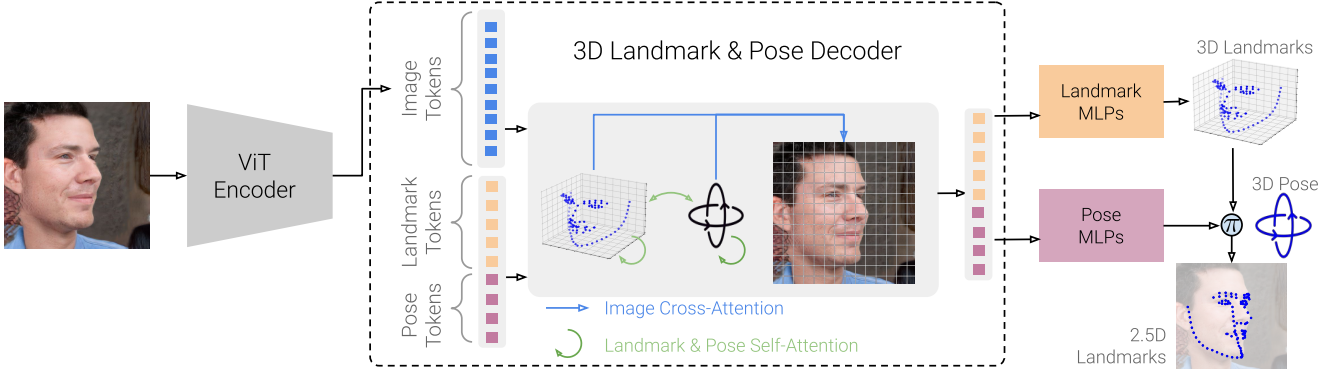 3D Landmark & Pose Decoder
Image
Tokens
Landmark
Tokens
Pose
Tokens
ViT
Encoder
Image Cross-Attention
Landmark & Pose Self-Attention
Landmark
MLPs
Pose
MLPs
3D Landmarks
3D Pose
π
2.5D
Landmarks